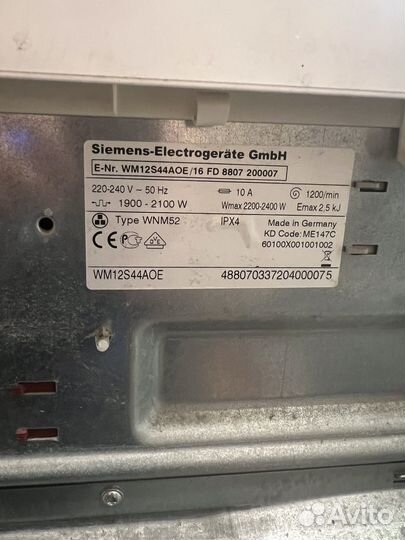 Siemens-Electrogeräte GmbH
E-Nr. WM12S44AOE/16 FD 8807 200007
220-240 V ~ 50 Hz 10 A 1200/min
1900 - 2100 W Wmax 2200-2400 W Emax 2,5 kJ
Type WNM52 IPX4 Made in Germany
KD Code: ME147C
60100X001001002
WM12S44AOE 488070337204000075
Avito